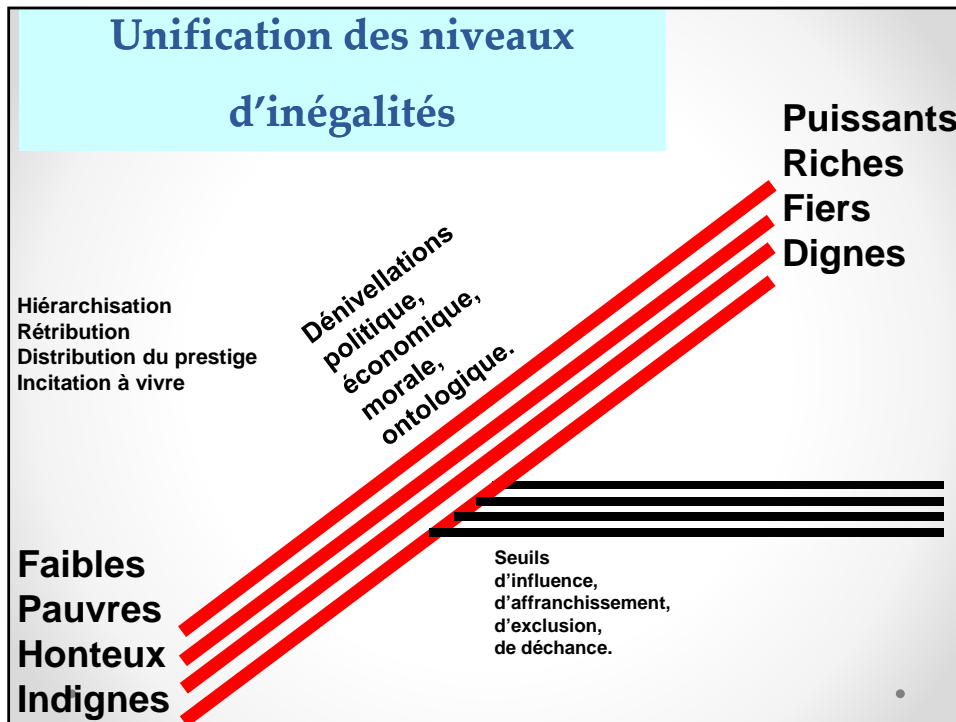 Unification des niveaux
d’inégalités
Puissants
Riches
Fiers
Dignes
Dénivellations
politique,
économique,
morale,
ontologique.
Hiérarchisation
Rétribution
Distribution du prestige
Incitation à vivre
Faibles
Pauvres
Honteux
Indignes
Seuils
d’influence,
d’affranchissement,
d’exclusion,
de déchance.